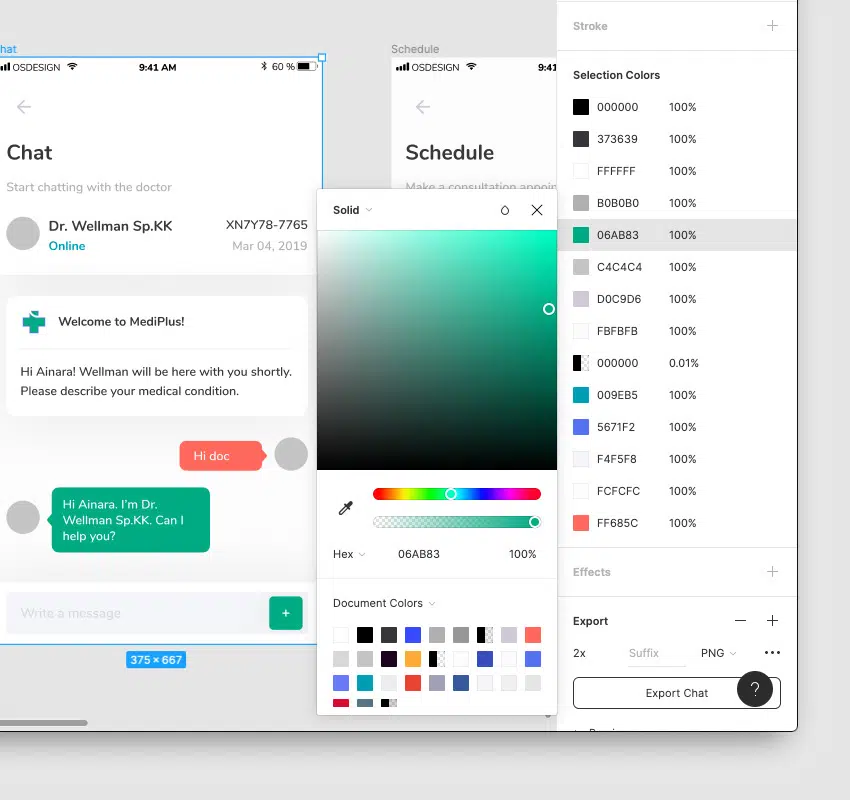 hat
OSDESIGN
9:41 AM
60 %
Chat
Start chatting with the doctor
Dr. Wellman Sp.KK
XN7Y78-7765
Online
Mar 04, 2019
Welcome to MediPlus!
Hi Ainara! Wellman will be here with you shortly.
Please describe your medical condition.
Hi doc
Hi Ainara. I'm Dr.
Wellman Sp.KK. Can I
help you?
Write a message
+
375 × 667
Schedule
OSDESIGN
9:41
Schedule
Make a consultation appoin
Solid
Hex
06AB83
100%
Document Colors
Stroke
Selection Colors
000000 100%
373639 100%
FFFFFF 100%
B0B0B0 100%
06AB83 100%
C4C4C4 100%
D0C9D6 100%
FBFBFB 100%
000000 0.01%
009EB5 100%
5671F2 100%
F4F5F8 100%
FCFCFC 100%
FF685C 100%
Effects
Export
2x
Suffix
PNG
Export Chat
?